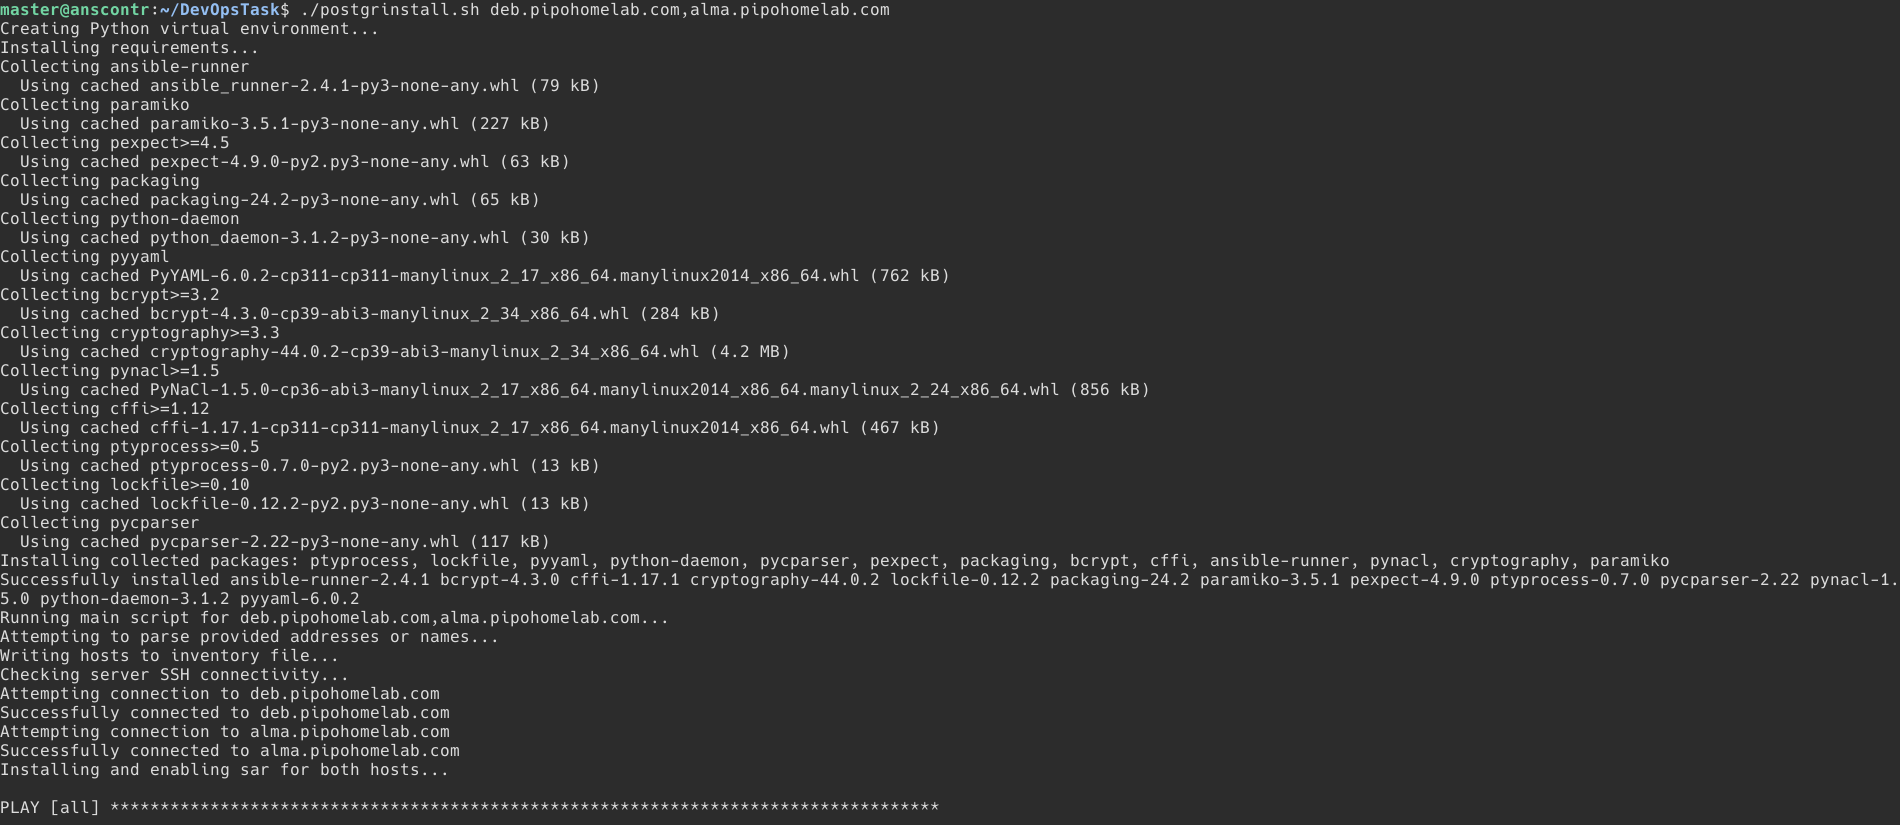 master@anscontr:~/DevOpsTask$ ./postgrinstall.sh deb.pipohomelab.com,alma.pipohomelab.com
Creating Python virtual environment...
Installing requirements...
Collecting ansible-runner
  Using cached ansible_runner-2.4.1-py3-none-any.whl (79 kB)
Collecting paramiko
  Using cached paramiko-3.5.1-py3-none-any.whl (227 kB)
Collecting pexpect>=4.5
  Using cached pexpect-4.9.0-py2.py3-none-any.whl (63 kB)
Collecting packaging
  Using cached packaging-24.2-py3-none-any.whl (65 kB)
Collecting python-daemon
  Using cached python_daemon-3.1.2-py3-none-any.whl (30 kB)
Collecting pyyaml
  Using cached PyYAML-6.0.2-cp311-cp311-manylinux_2_17_x86_64.manylinux2014_x86_64.whl (762 kB)
Collecting bcrypt>=3.2
  Using cached bcrypt-4.3.0-cp39-abi3-manylinux_2_34_x86_64.whl (284 kB)
Collecting cryptography>=3.3
  Using cached cryptography-44.0.2-cp39-abi3-manylinux_2_34_x86_64.whl (4.2 MB)
Collecting pynacl>=1.5
  Using cached PyNaCl-1.5.0-cp36-abi3-manylinux_2_17_x86_64.manylinux2014_x86_64.manylinux_2_24_x86_64.whl (856 kB)
Collecting cffi>=1.12
  Using cached cffi-1.17.1-cp311-cp311-manylinux_2_17_x86_64.manylinux2014_x86_64.whl (467 kB)
Collecting ptyprocess>=0.5
  Using cached ptyprocess-0.7.0-py2.py3-none-any.whl (13 kB)
Collecting lockfile>=0.10
  Using cached lockfile-0.12.2-py2.py3-none-any.whl (13 kB)
Collecting pycparser
  Using cached pycparser-2.22-py3-none-any.whl (117 kB)
Installing collected packages: ptyprocess, lockfile, pyyaml, python-daemon, pycparser, pexpect, packaging, bcrypt, cffi, ansible-runner, pynacl, cryptography, paramiko
Successfully installed ansible-runner-2.4.1 bcrypt-4.3.0 cffi-1.17.1 cryptography-44.0.2 lockfile-0.12.2 packaging-24.2 paramiko-3.5.1 pexpect-4.9.0 ptyprocess-0.7.0 pycparser-2.22 pynacl-1.
5.0 python-daemon-3.1.2 pyyaml-6.0.2
Running main script for deb.pipohomelab.com,alma.pipohomelab.com...
Attempting to parse provided addresses or names...
Writing hosts to inventory file...
Checking server SSH connectivity...
Attempting connection to deb.pipohomelab.com
Successfully connected to deb.pipohomelab.com
Attempting connection to alma.pipohomelab.com
Successfully connected to alma.pipohomelab.com
Installing and enabling sar for both hosts...
PLAY [all] ***********************************************************************************